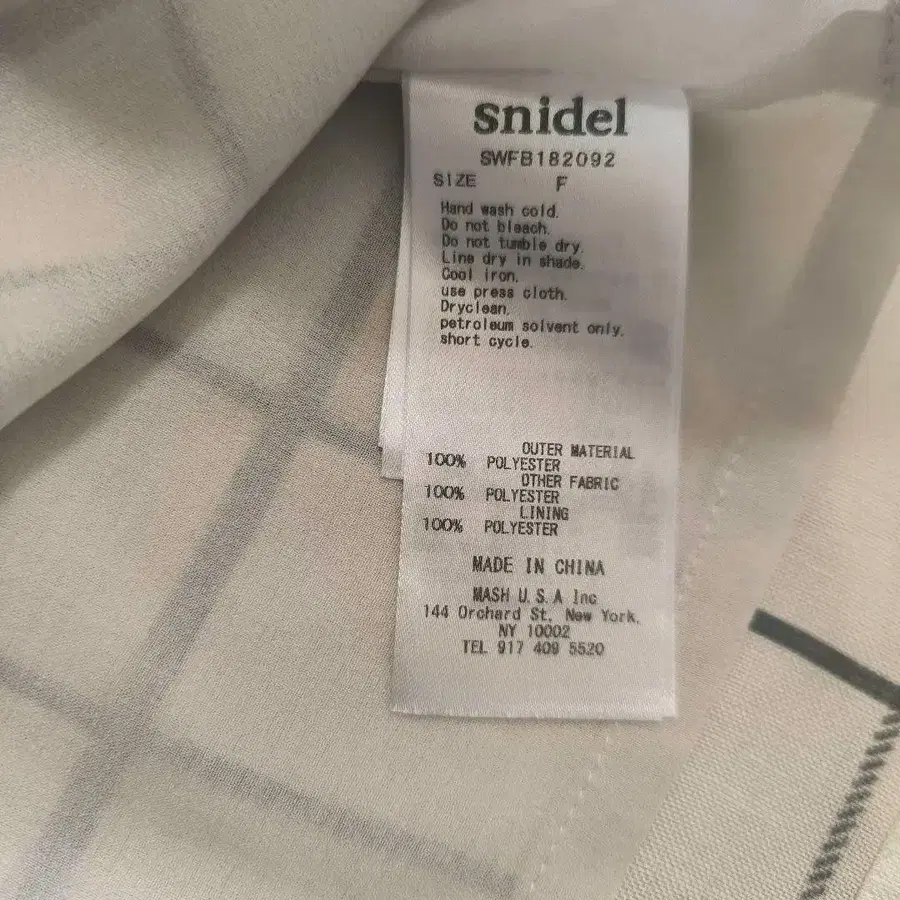 snidel
SWFB182092
SIZE F
Hand wash cold.
Do not bleach.
Do not tumble dry.
Line dry in shade.
Cool iron.
use press cloth.
Dryclean.
petroleum solvent only.
short cycle.
OUTER MATERIAL
100% POLYESTER
OTHER FABRIC
100% POLYESTER
LINING
100% POLYESTER
MADE IN CHINA
MASH U.S.A Inc
144 Orchard St, New York.
NY 10002
TEL 917 409 5520